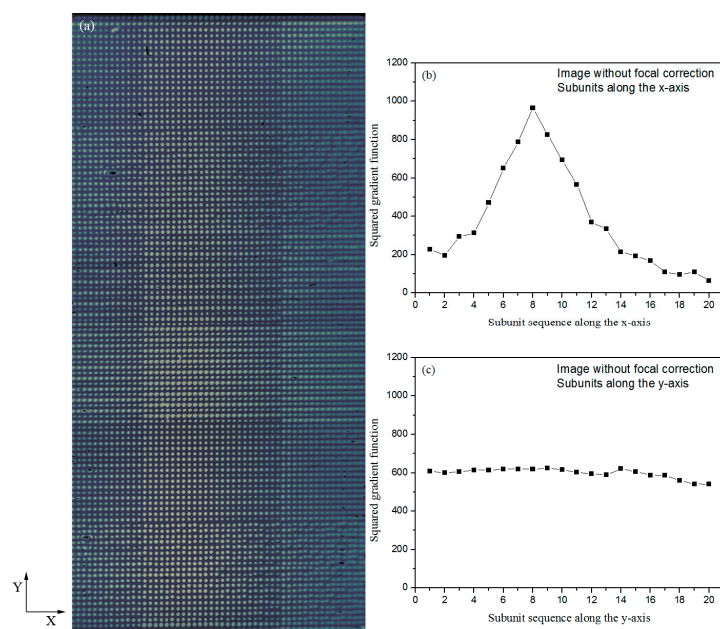 (a)
Y
X
(b)
Image without focal correction
Subunits along the x-axis
Squared gradient function
1200
1000
800
600
400
200
0
0 2 4 6 8 10 12 14 16 18 20
Subunit sequence along the x-axis
(c)
Image without focal correction
Subunits along the y-axis
Squared gradient function
1200
1000
800
600
400
200
0
0 2 4 6 8 10 12 14 16 18 20
Subunit sequence along the y-axis